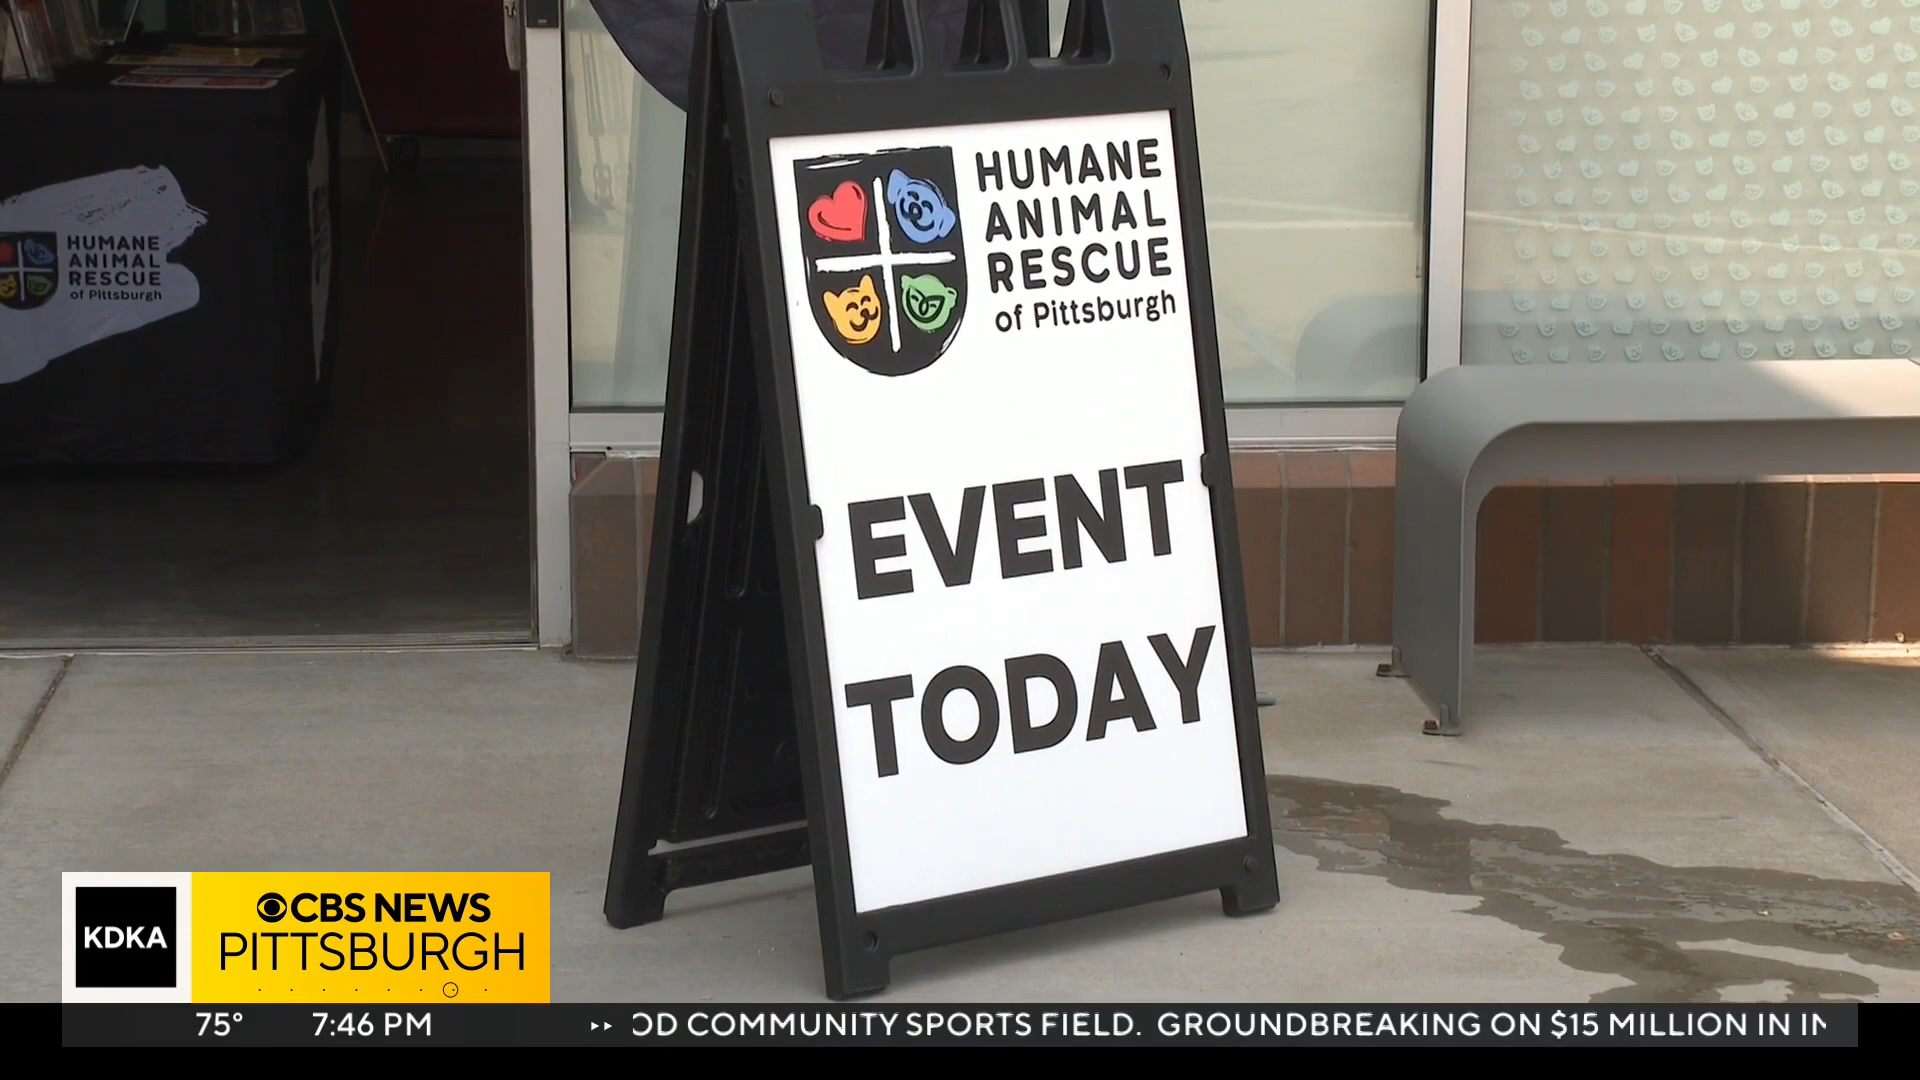 HUMANE
ANIMAL
RESCUE
of Pittsburgh
EVENT
TODAY
HUMANE
ANIMAL
RESCUE
of Pittsburgh
KDKA
CBS NEWS
PITTSBURGH
75° 7:46 PM COMMUNITY SPORTS FIELD. GROUNDBREAKING ON $15 MILLION IN